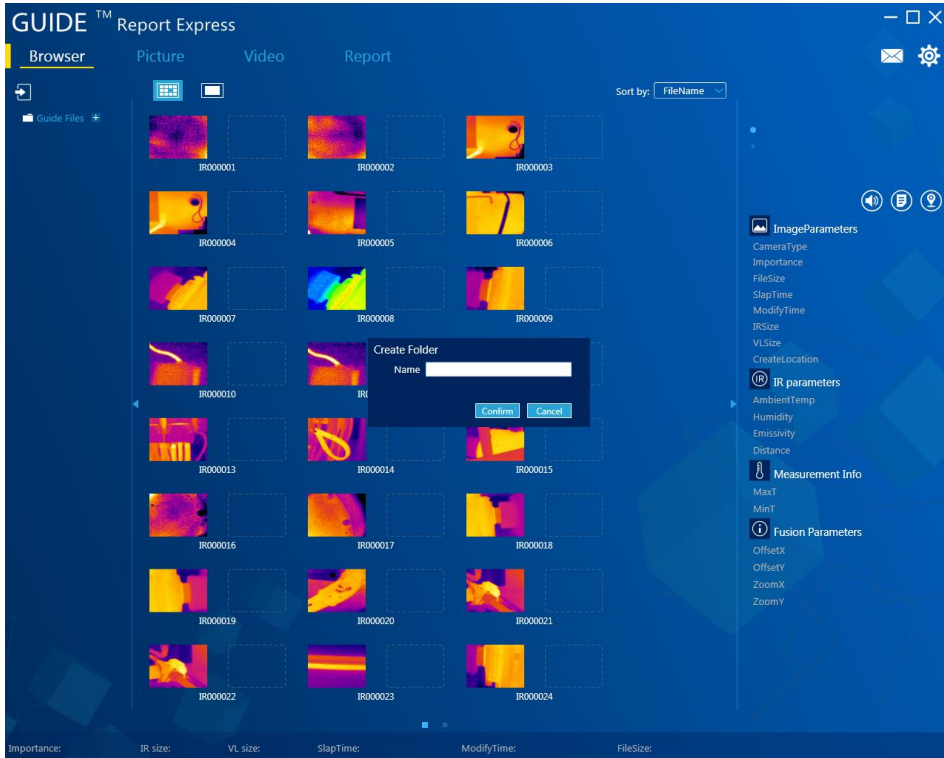 GUIDE ™ Report Express
Browser Picture Video Report
Sort by: FileName
Guide Files +
IR000001 IR000002 IR000003
IR000004 IR000005 IR000006
IR000007 IR000008 IR000009
Create Folder
Name
IR000010 IR0
Confirm Cancel
IR000013 IR000014 IR000015
IR000016 IR000017 IR000018
IR000019 IR000020 IR000021
IR000022 IR000023 IR000024
ImageParameters
CameraType
Importance
FileSize
SlapTime
ModifyTime
IRSize
VLSize
CreateLocation
IR IR parameters
AmbientTemp
Humidity
Emissivity
Distance
Measurement Info
MaxT
MinT
Fusion Parameters
OffsetX
OffsetY
ZoomX
ZoomY
Importance: IR size: VL size: SlapTime: ModifyTime: FileSize: